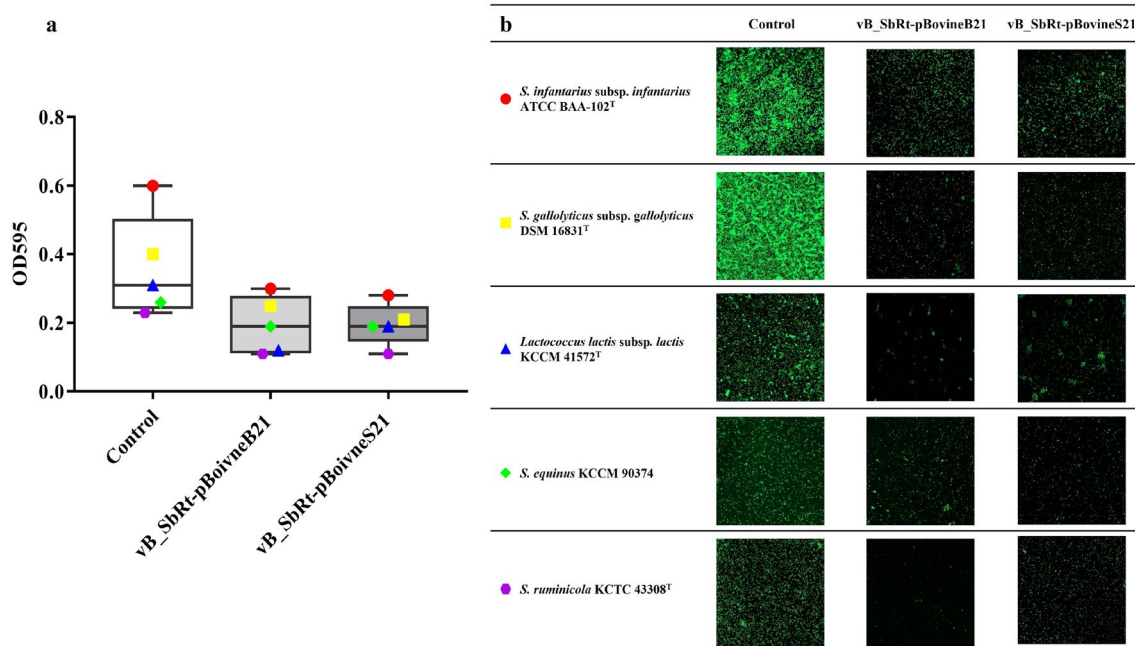 a
OD595
0.8
0.6
0.4
0.2
0.0
Control
vB_SbRt-pBoivneB21
vB_SbRt-pBoivneS21
b
Control
vB_SbRt-pBovineB21
vB_SbRt-pBovineS21
S. infantarius subsp. infantarius
ATCC BAA-102ᵀ
S. gallolyticus subsp. gallolyticus
DSM 16831ᵀ
Lactococcus lactis subsp. lactis
KCCM 41572ᵀ
S. equinus KCCM 90374
S. ruminicola KCTC 43308ᵀ